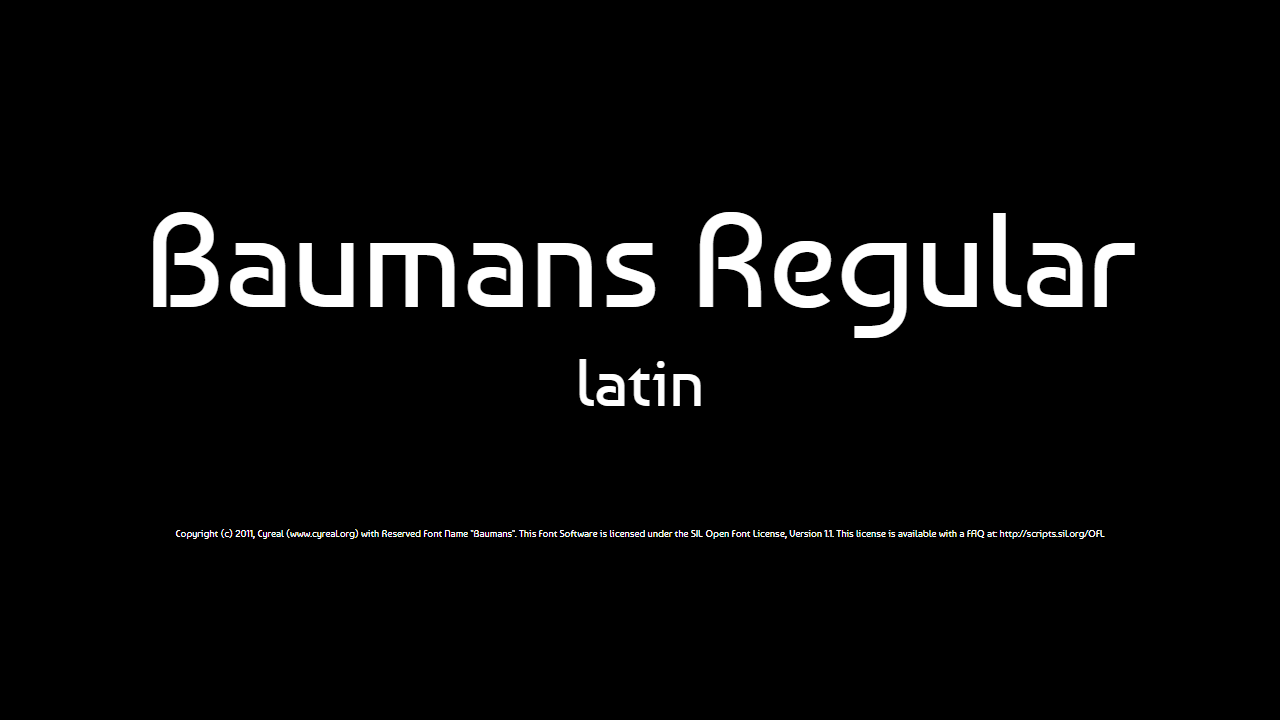 Baumans Regular
latin
Copyright (c) 2011, Cyreal (www.cyreal.org) with Reserved Font Name "Baumans". This Font Software is licensed under the SIL Open Font License, Version 1.1. This license is available with a FAQ at: http://scripts.sil.org/OFL